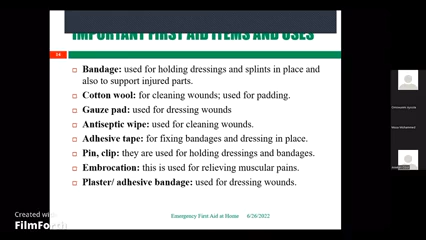 IMPORTANT FIRST AID ITEMS AND USES
Bandage: used for holding dressings and splints in place and
also to support injured parts.
Cotton wool: for cleaning wounds; used for padding.
Gauze pad: used for dressing wounds
Antiseptic wipe: used for cleaning wounds.
Adhesive tape: for fixing bandages and dressing in place.
Pin, clip: they are used for holding dressings and bandages.
Embrocation: this is used for relieving muscular pains.
Plaster/ adhesive bandage: used for dressing wounds.
Emergency First Aid at Home 6/26/2022
Created with
FilmFor